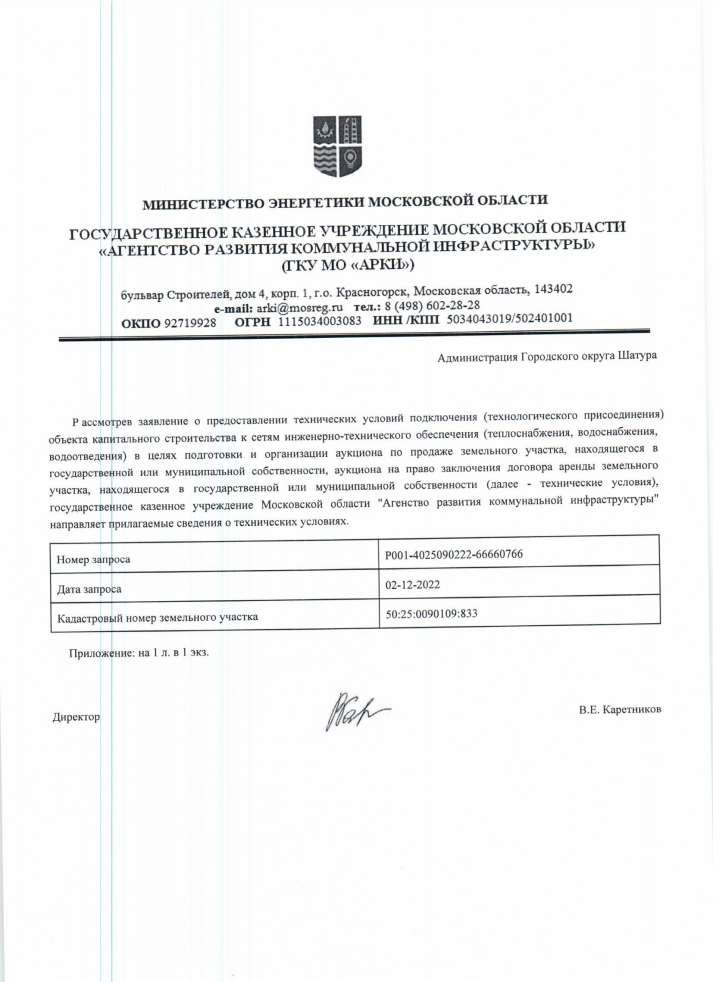 МИНИСТЕРСТВО ЭНЕРГЕТИКИ МОСКОВСКОЙ ОБЛАСТИ
ГОСУДАРСТВЕННОЕ КАЗЕННОЕ УЧРЕЖДЕНИЕ МОСКОВСКОЙ ОБЛАСТИ
«АГЕНТСТВО РАЗВИТИЯ КОММУНАЛЬНОЙ ИНФРАСТРУКТУРЫ»
(ГКУ МО «АРКИ»)
бульвар Строителей, дом 4, корп. 1, г.о. Красногорск, Московская область, 143402
e-mail: arki@mosreg.ru тел.: 8 (498) 602-28-28
ОКПО 92719928 ОГРН 1115034003083 ИНН /КПП 5034043019/502401001
Администрация Городского округа Шатура
Р ассмотрев заявление о предоставлении технических условий подключения (технологического присоединения)
объекта капитального строительства к сетям инженерно-технического обеспечения (теплоснабжения, водоснабжения,
водоотведения) в целях подготовки и организации аукциона по продаже земельного участка, находящегося в
государственной или муниципальной собственности, аукциона на право заключения договора аренды земельного
участка, находящегося в государственной или муниципальной собственности (далее - технические условия),
государственное казенное учреждение Московской области "Агенство развития коммунальной инфраструктуры"
направляет прилагаемые сведения о технических условиях.
Номер запроса P001-4025090222-66660766
Дата запроса 02-12-2022
Кадастровый номер земельного участка 50:25:0090109:833
Приложение: на 1 л. в 1 экз.
Директор В.Е. Каретников